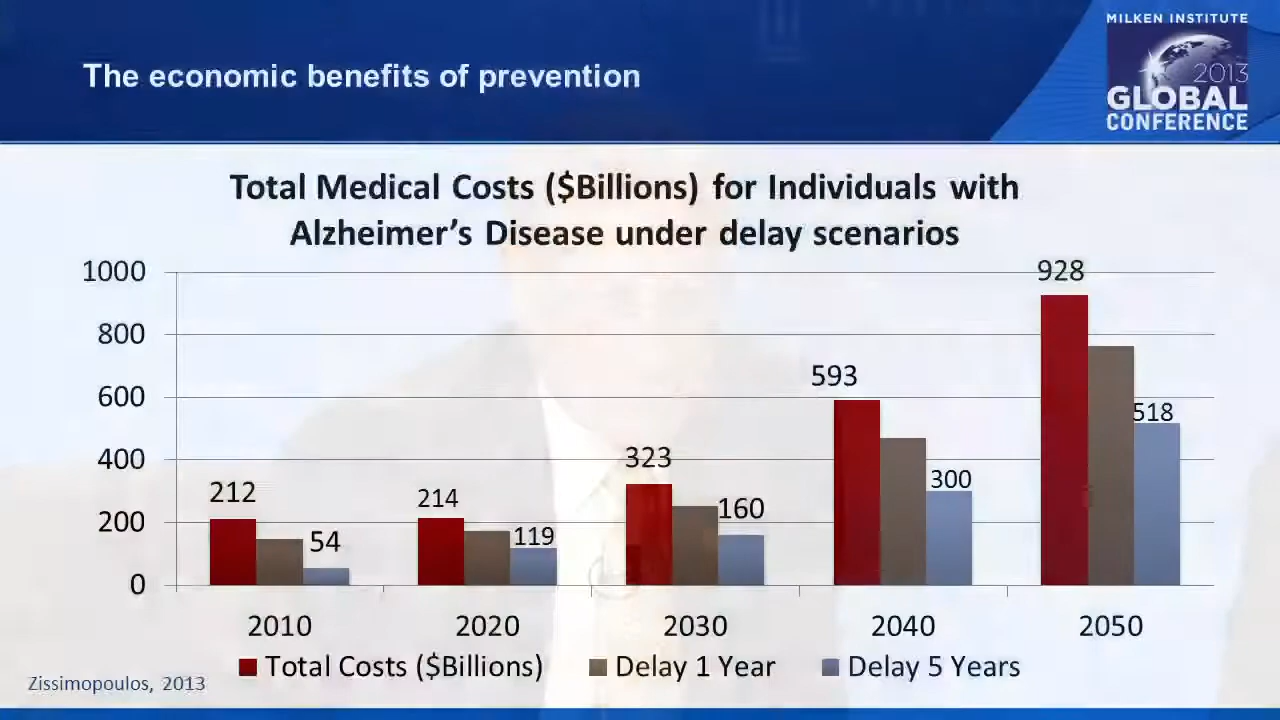 MILKEN INSTITUTE
2013
GLOBAL
CONFERENCE
The economic benefits of prevention
Total Medical Costs ($Billions) for Individuals with
Alzheimer’s Disease under delay scenarios
1000
800
600
400
200
0
212
54
214
119
323
160
593
300
928
518
2010
2020
2030
2040
2050
Total Costs ($Billions)
Delay 1 Year
Delay 5 Years
Zissimopoulos, 2013